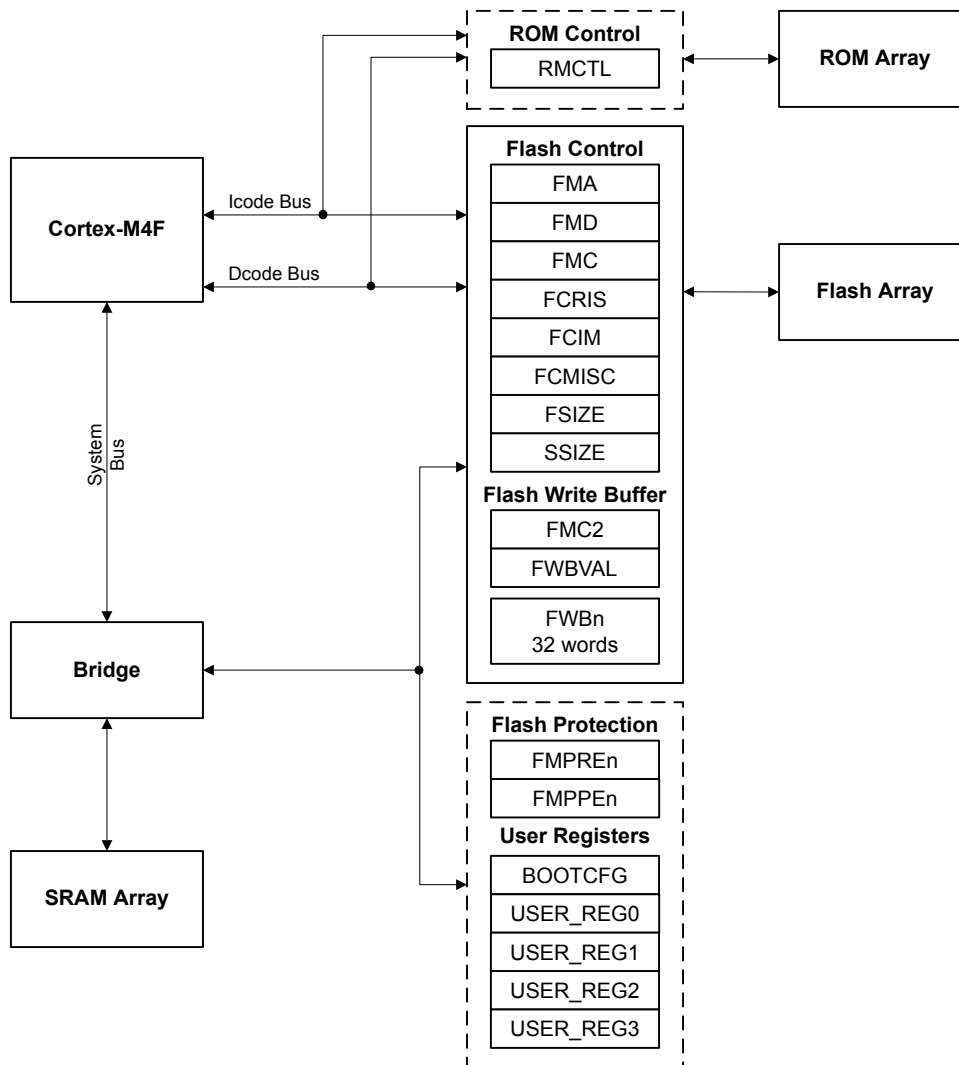 ROM Control
RMCTL
ROM Array
Cortex-M4F
Icode Bus
Dcode Bus
System
Bus
Flash Control
FMA
FMD
FMC
FCRIS
FCIM
FCMISC
FSIZE
SSIZE
Flash Write Buffer
FMC2
FWBVAL
FWBn
32 words
Flash Array
Bridge
SRAM Array
Flash Protection
FMPREn
FMPPEn
User Registers
BOOTCFG
USER_REG0
USER_REG1
USER_REG2
USER_REG3